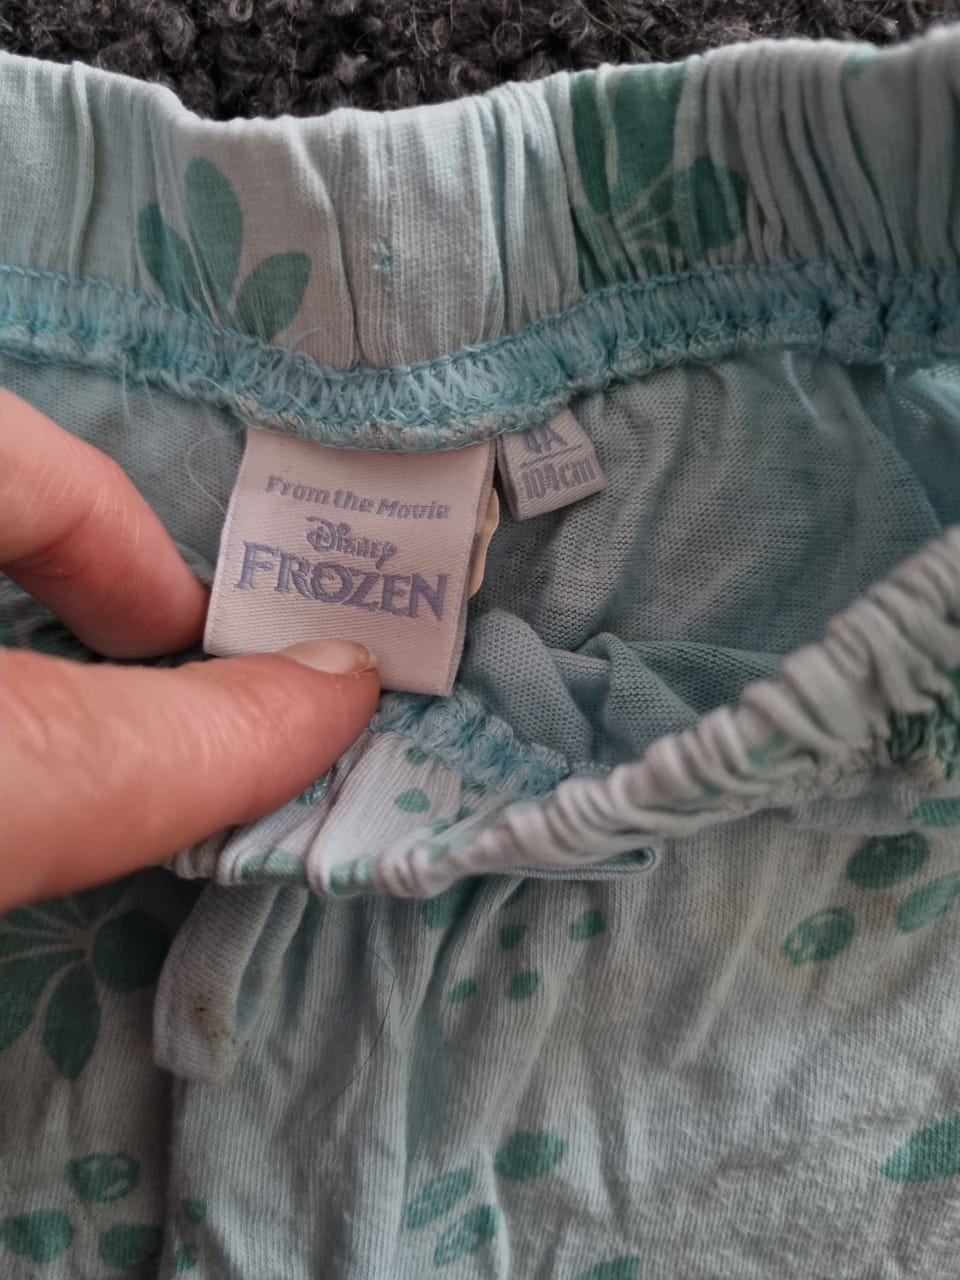 From the Movie
Disney
FROZEN
4A
104cm